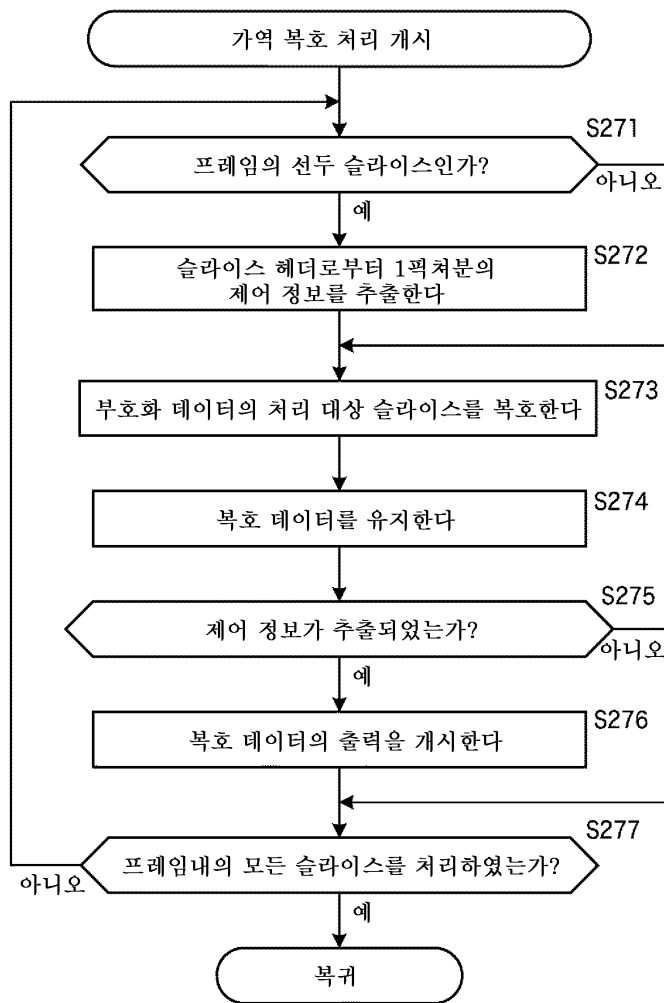 가역 복호 처리 개시
S271
프레임의 선두 슬라이스인가?
아니오
예
S272
슬라이스 헤더로부터 1픽쳐분의
제어 정보를 추출한다
S273
부호화 데이터의 처리 대상 슬라이스를 복호한다
S274
복호 데이터를 유지한다
S275
제어 정보가 추출되었는가?
아니오
예
S276
복호 데이터의 출력을 개시한다
S277
프레임내의 모든 슬라이스를 처리하였는가?
아니오
예
복귀